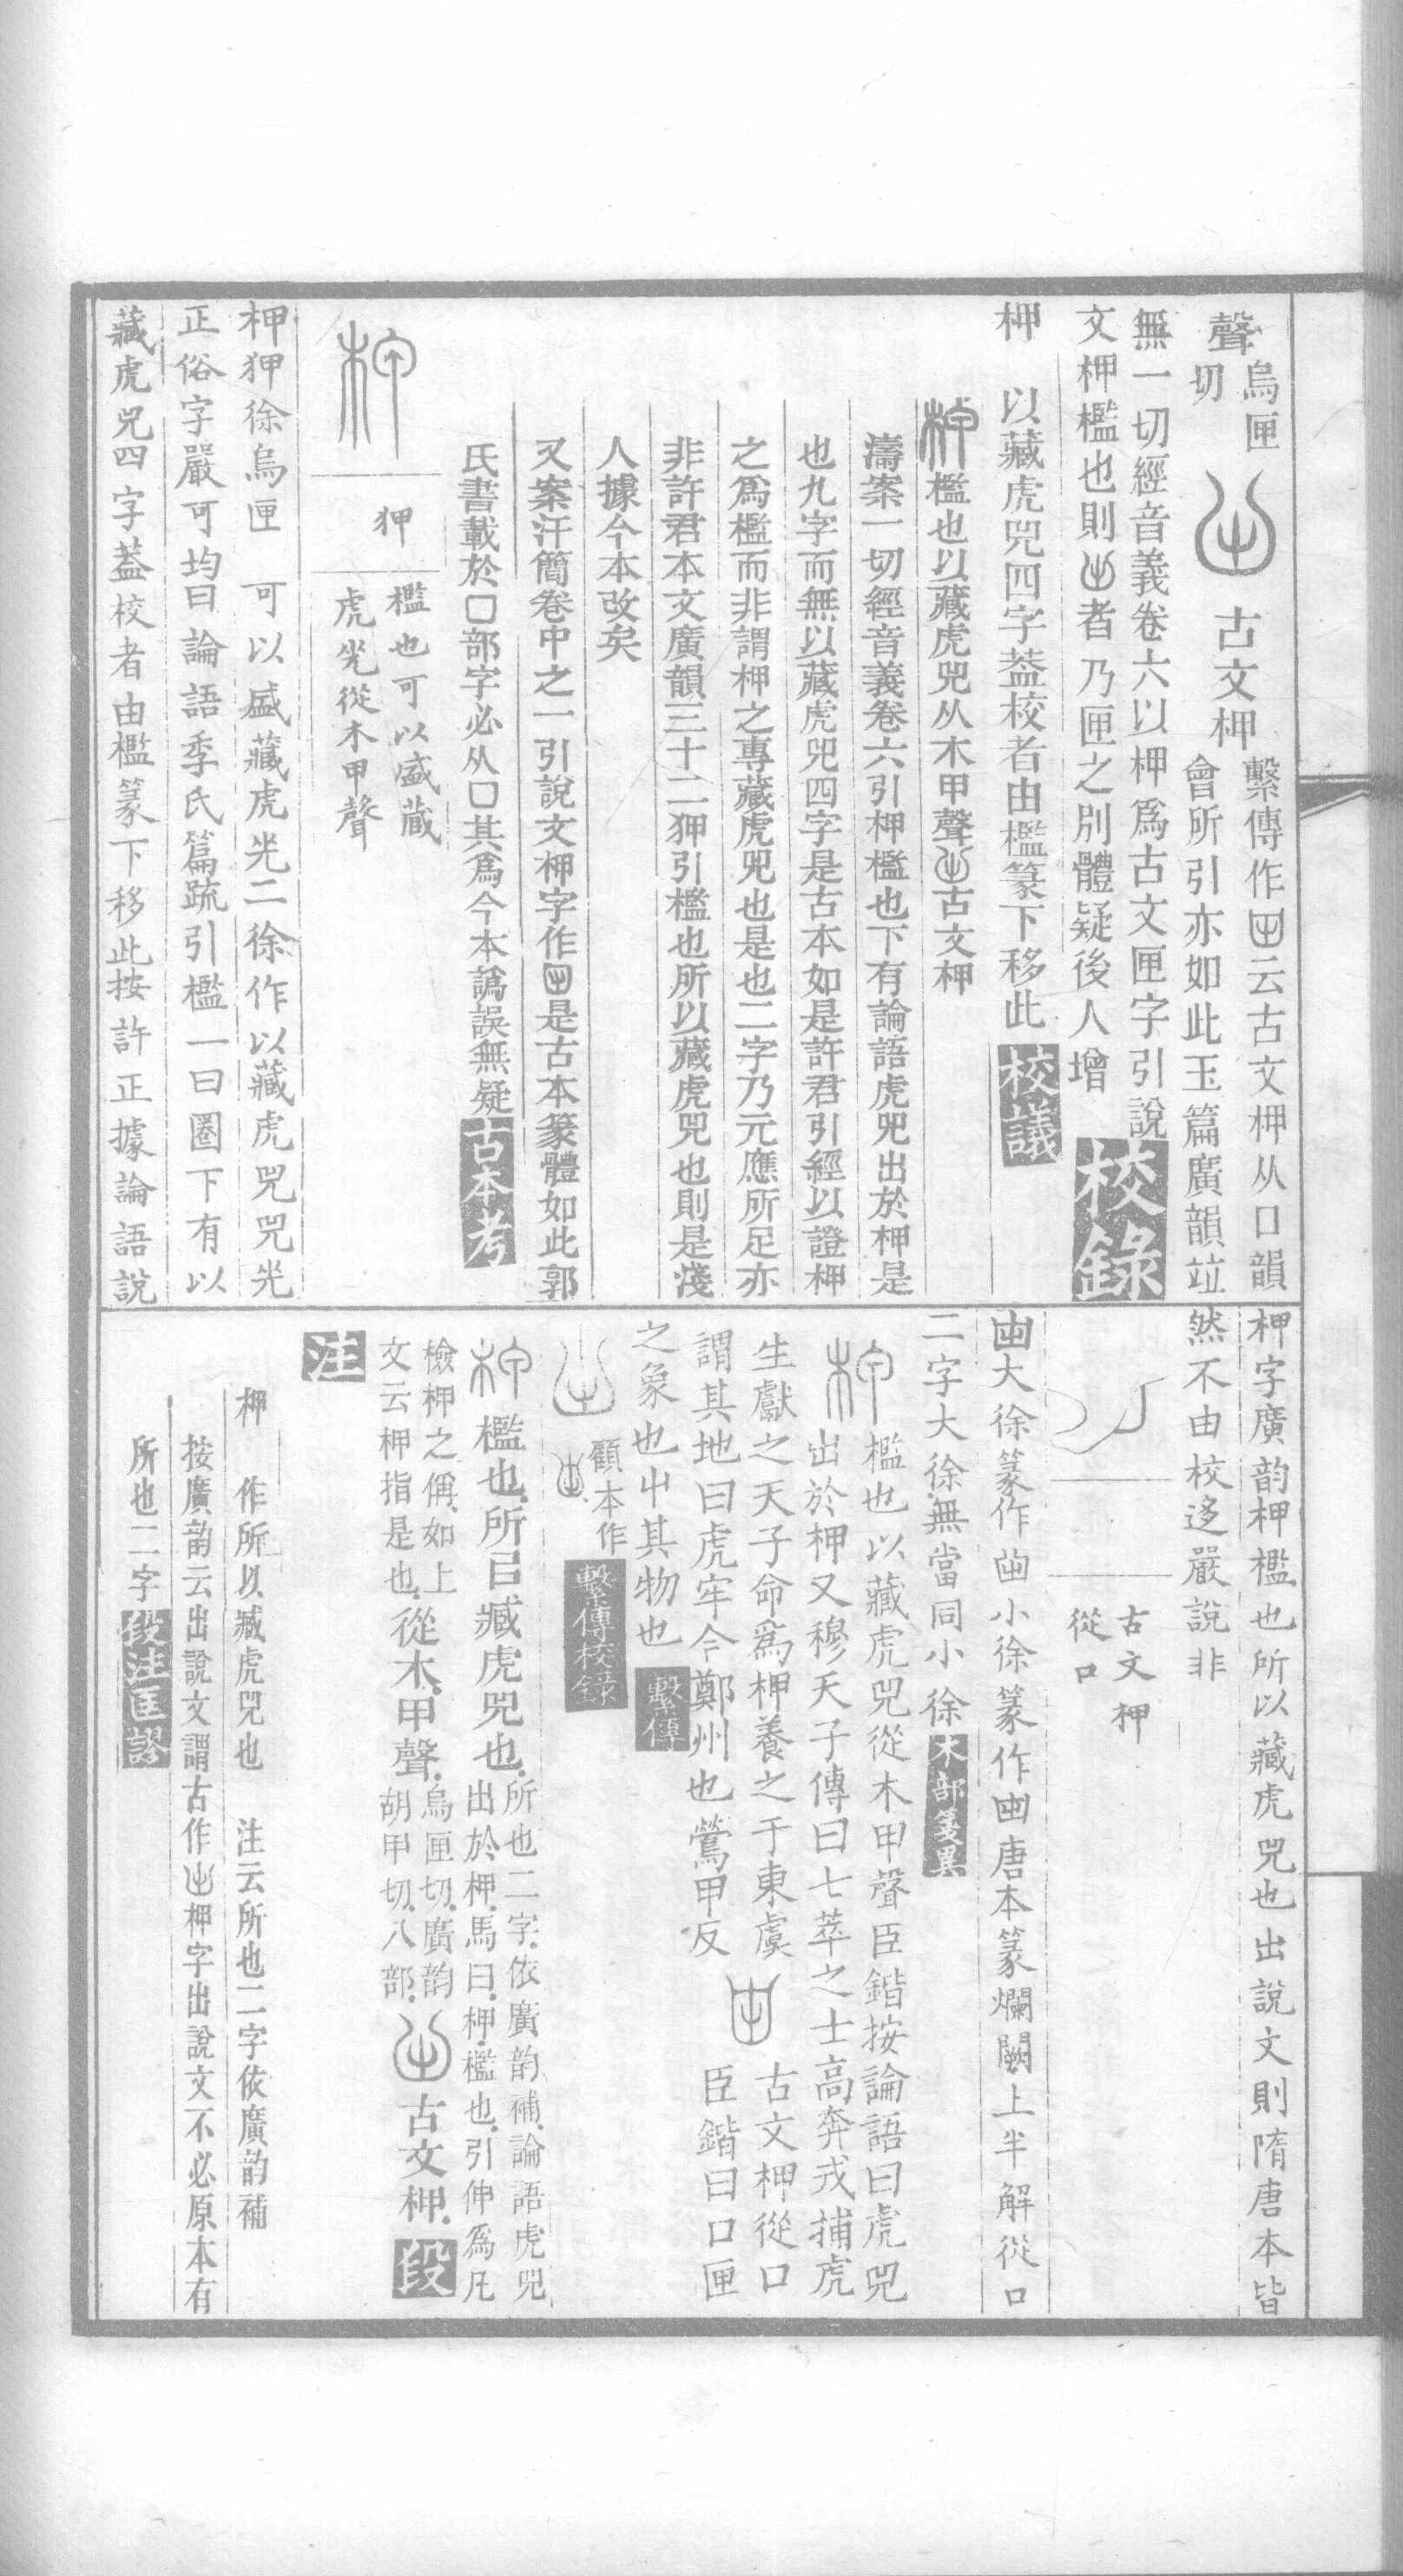 聲烏匣切 古文柙繫傳作云古文柙从口韻會所引亦如此玉篇廣韻竝
無一切經音義卷六以柙爲古文匣字引說
文柙檻也則者乃匣之別體疑後人增校錄
柙　以藏虎兕四字葢校者由檻篆下移此校議
檻也以藏虎兕从木甲聲古文柙
濤案一切經音義卷六引柙檻也下有論語虎兕出於柙是
也九字而無以藏虎兕四字是古本如是許君引經以證柙
之爲檻而非謂柙之專藏虎兕也是也二字乃元應所足亦
非許君本文廣韻三十二狎引檻也所以藏虎兕也則是淺
人據今本改矣
又案汗簡卷中之一引說文柙字作是古本篆體如此郭
氏書載於口部字必从口其爲今本譌誤無疑古本考
狎
檻也可以盛藏
虎光從木甲聲
柙狎徐烏匣　可以盛藏虎光二徐作以藏虎兕兕光
正俗字嚴可均曰論語季氏篇䟽引檻一曰圈下有以
藏虎兕四字葢校者由檻篆下移此按許正據論語說
柙字廣韵柙檻也所以藏虎兕也出說文則隋唐本皆
然不由校迻嚴說非
古文柙
從口
大徐篆作小徐篆作唐本篆爛闕上半解從口
二字大徐無當同小徐木部箋異
檻也以藏虎兕從木甲聲臣鍇按論語曰虎兕
出於柙又穆天子傳曰七萃之士高奔戎捕虎
生獻之天子命爲柙養之于東虞
謂其地曰虎牢今鄭州也鶯甲反
古文柙從口
臣鍇曰口匣
之象也中其物也繫傳
顧本作
繫傳校錄
檻也所㠯臧虎兕也所也二字依廣韵補論語虎兕
出於柙馬曰柙檻也引伸爲凡
檢柙之偁如上
文云柙指是也從木甲聲烏匣切廣韵
胡甲切八部古文柙段
注
柙　作所以臧虎兕也　注云所也二字依廣韵補
按廣韵云出說文謂古作柙字出說文不必原本有
所也二字段注匡謬